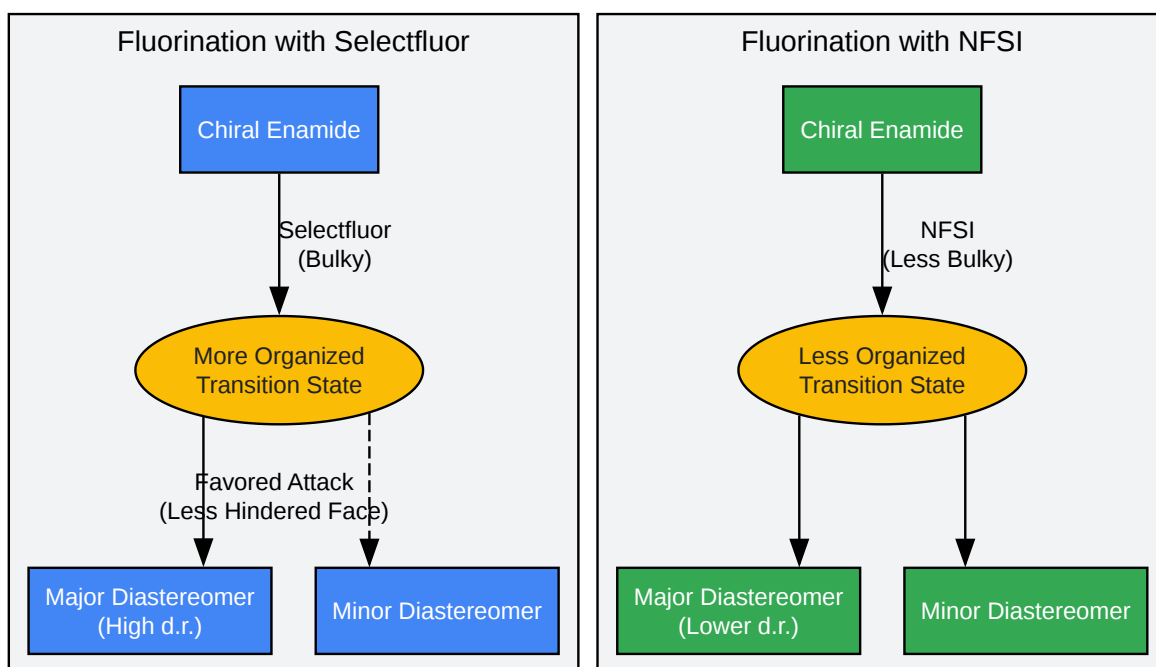 Fluorination with Selectfluor
Chiral Enamide
Selectfluor
(Bulky)
More Organized
Transition State
Favored Attack
(Less Hindered Face)
Major Diastereomer
(High d.r.)
Minor Diastereomer
Fluorination with NFSI
Chiral Enamide
NFSI
(Less Bulky)
Less Organized
Transition State
Major Diastereomer
(Lower d.r.)
Minor Diastereomer